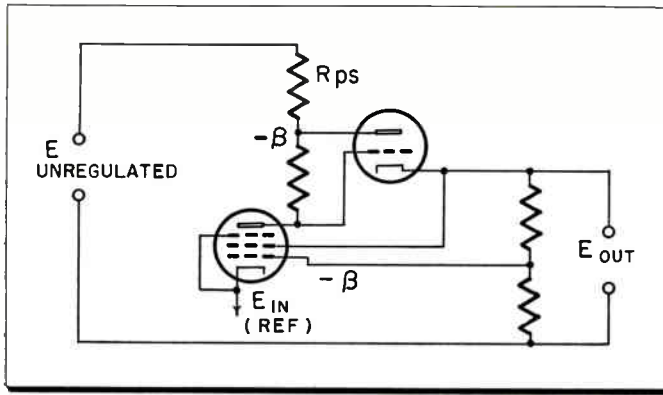 Rps
-β
E
UNREGULATED
E OUT
-β
E IN
(REF)